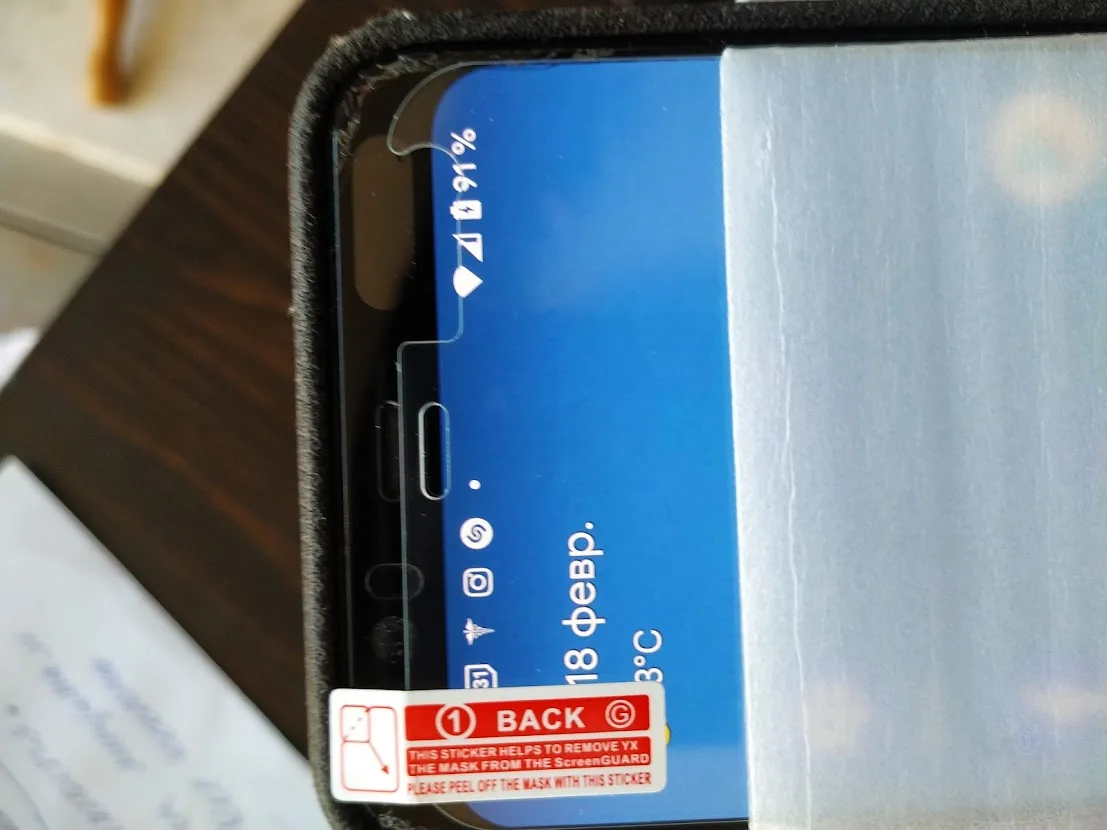 91%
31
18 февр.
3°C
1 BACK G
THIS STICKER HELPS TO REMOVE YX
THE MASK FROM THE ScreenGUARD
PLEASE PEEL OFF THE MASK WITH THIS STICKER